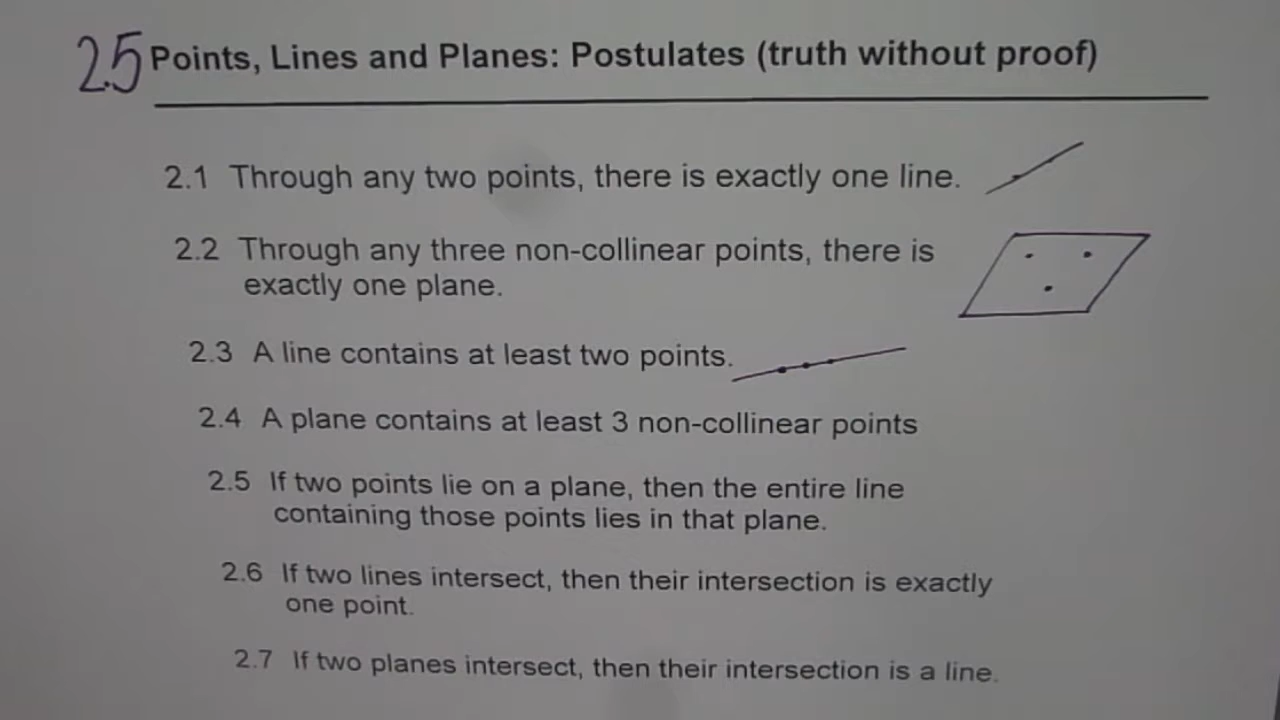 2.5 Points, Lines and Planes: Postulates (truth without proof)
2.1 Through any two points, there is exactly one line.
2.2 Through any three non-collinear points, there is
exactly one plane.
2.3 A line contains at least two points.
2.4 A plane contains at least 3 non-collinear points
2.5 If two points lie on a plane, then the entire line
containing those points lies in that plane.
2.6 If two lines intersect, then their intersection is exactly
one point.
2.7 If two planes intersect, then their intersection is a line.